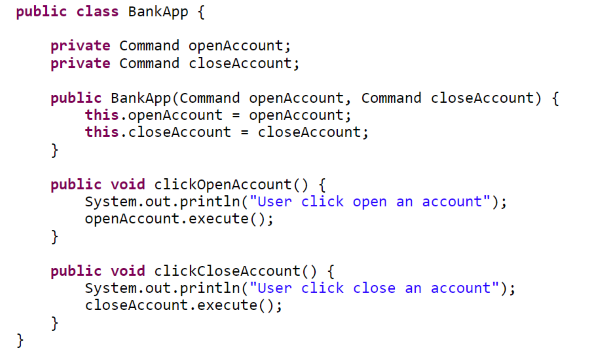 public class BankApp {
private Command openAccount;
private Command closeAccount;
public BankApp(Command openAccount, Command closeAccount) {
this.openAccount = openAccount;
this.closeAccount = closeAccount;
}
public void clickOpenAccount() {
System.out.println("User click open an account");
openAccount.execute();
}
public void clickCloseAccount() {
System.out.println("User click close an account");
closeAccount.execute();
}
}